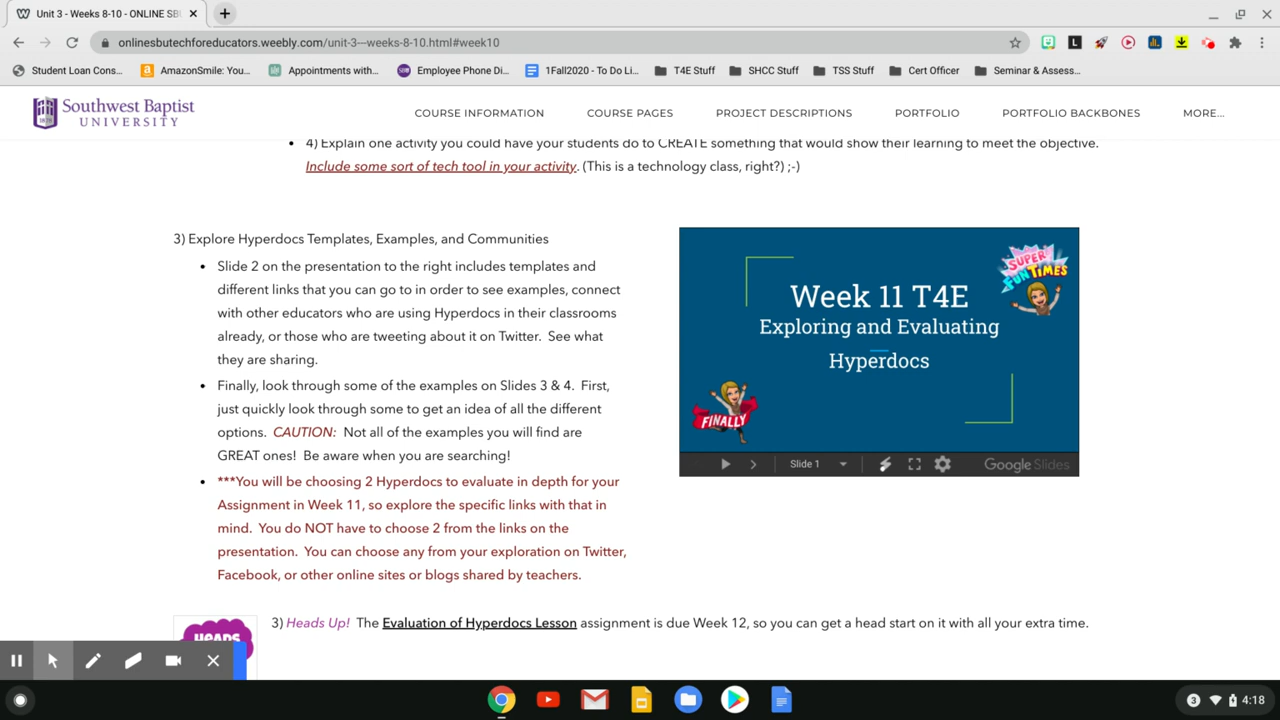 Unit 3 - Weeks 8-10 - ONLINE SBU
onlinesbutechforeducators.weebly.com/unit-3---weeks-8-10.html#week10
Student Loan Cons... AmazonSmile: You... Appointments with... Employee Phone Di... 1Fall2020 - To Do Li... T4E Stuff SHCC Stuff TSS Stuff Cert Officer Seminar & Assess...
Southwest Baptist
UNIVERSITY
COURSE INFORMATION COURSE PAGES PROJECT DESCRIPTIONS PORTFOLIO PORTFOLIO BACKBONES MORE...
4) Explain one activity you could have your students do to CREATE something that would show their learning to meet the objective.
Include some sort of tech tool in your activity. (This is a technology class, right?) ;-)
3) Explore Hyperdocs Templates, Examples, and Communities
Slide 2 on the presentation to the right includes templates and
different links that you can go to in order to see examples, connect
with other educators who are using Hyperdocs in their classrooms
already, or those who are tweeting about it on Twitter. See what
they are sharing.
Finally, look through some of the examples on Slides 3 & 4. First,
just quickly look through some to get an idea of all the different
options. CAUTION: Not all of the examples you will find are
GREAT ones! Be aware when you are searching!
***You will be choosing 2 Hyperdocs to evaluate in depth for your
Assignment in Week 11, so explore the specific links with that in
mind. You do NOT have to choose 2 from the links on the
presentation. You can choose any from your exploration on Twitter,
Facebook, or other online sites or blogs shared by teachers.
SUPER
FUN TIMES
Week 11 T4E
Exploring and Evaluating
Hyperdocs
FINALLY
Slide 1 Google Slides
HEADS
3) Heads Up! The Evaluation of Hyperdocs Lesson assignment is due Week 12, so you can get a head start on it with all your extra time.
3 4:18